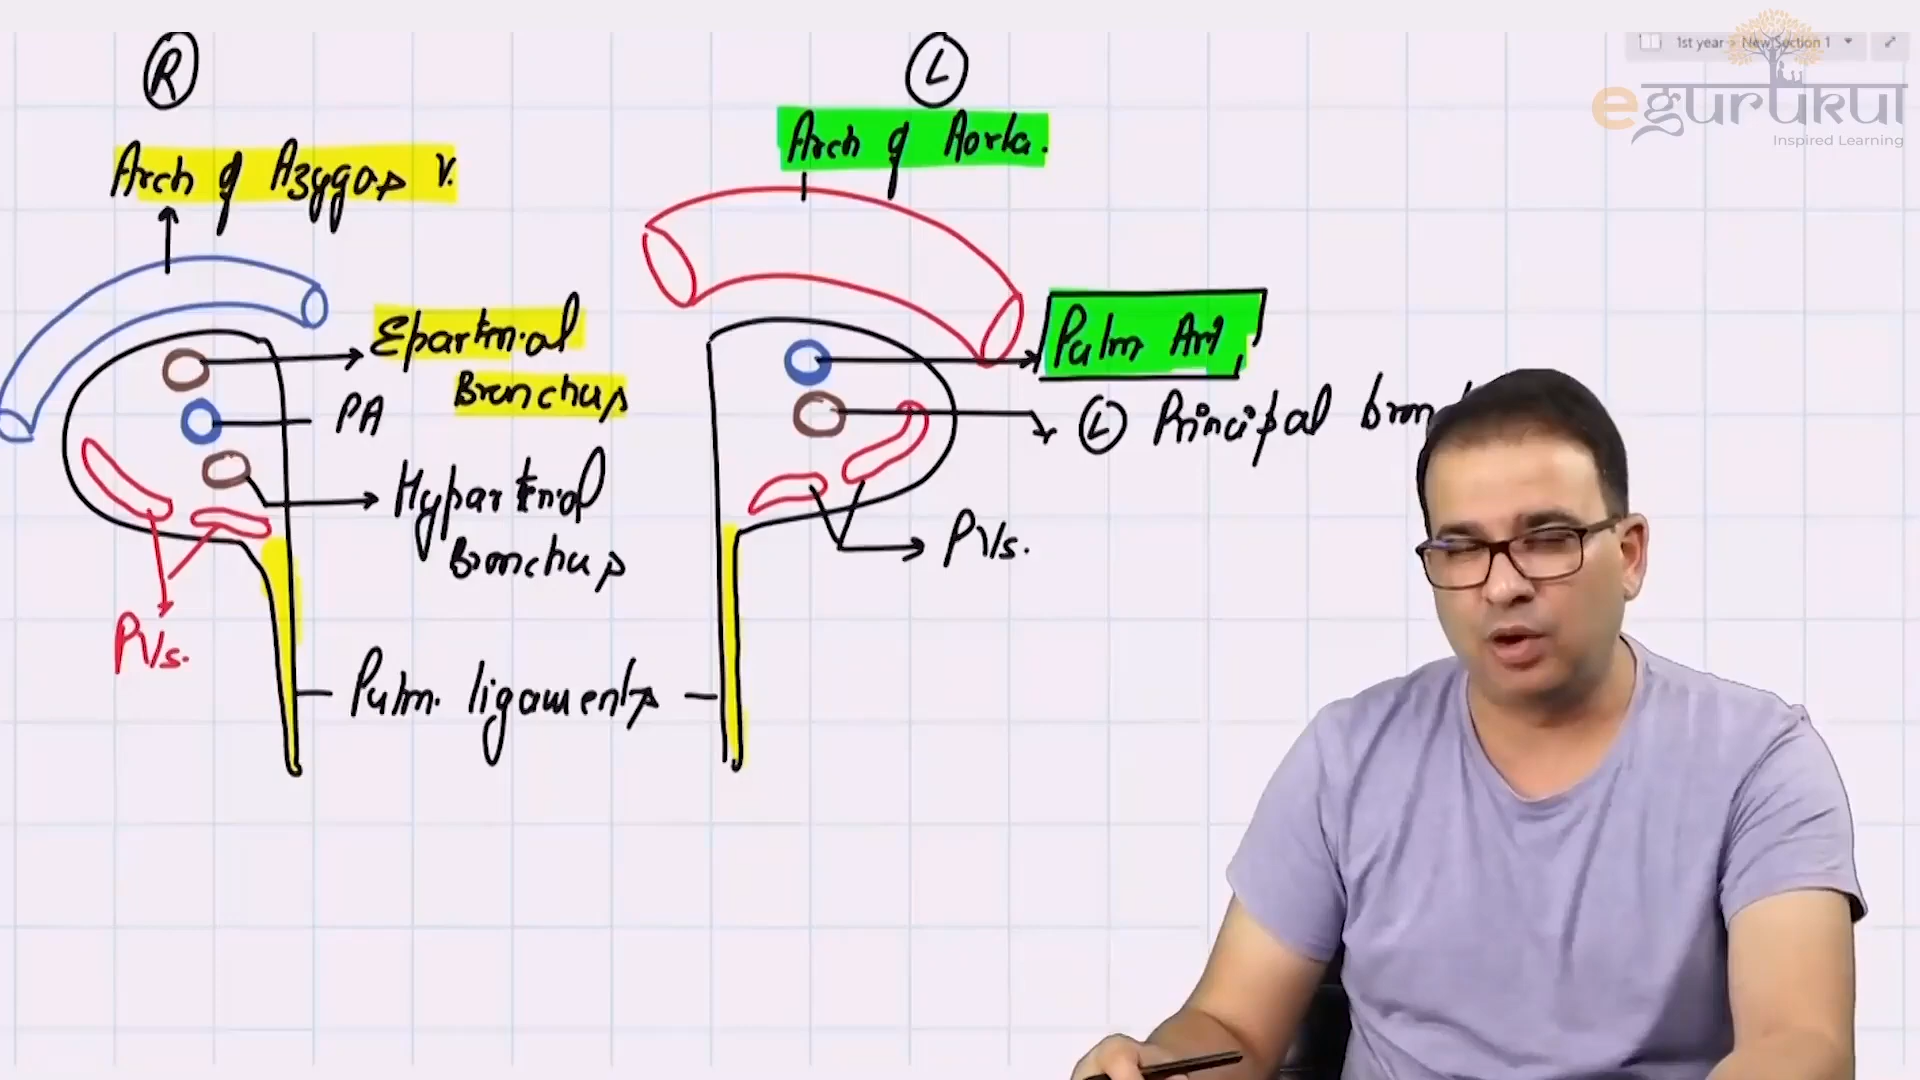 R
L
Arch of Azygos V.
Arch of Aorta.
Eparterial
Bronchus
PA
Hyparterial
Bronchus
PVs.
Pulm. ligaments
Pulm Art.
L Principal bron
PVs.
1st year > New Section 1
egurukul
Inspired Learning